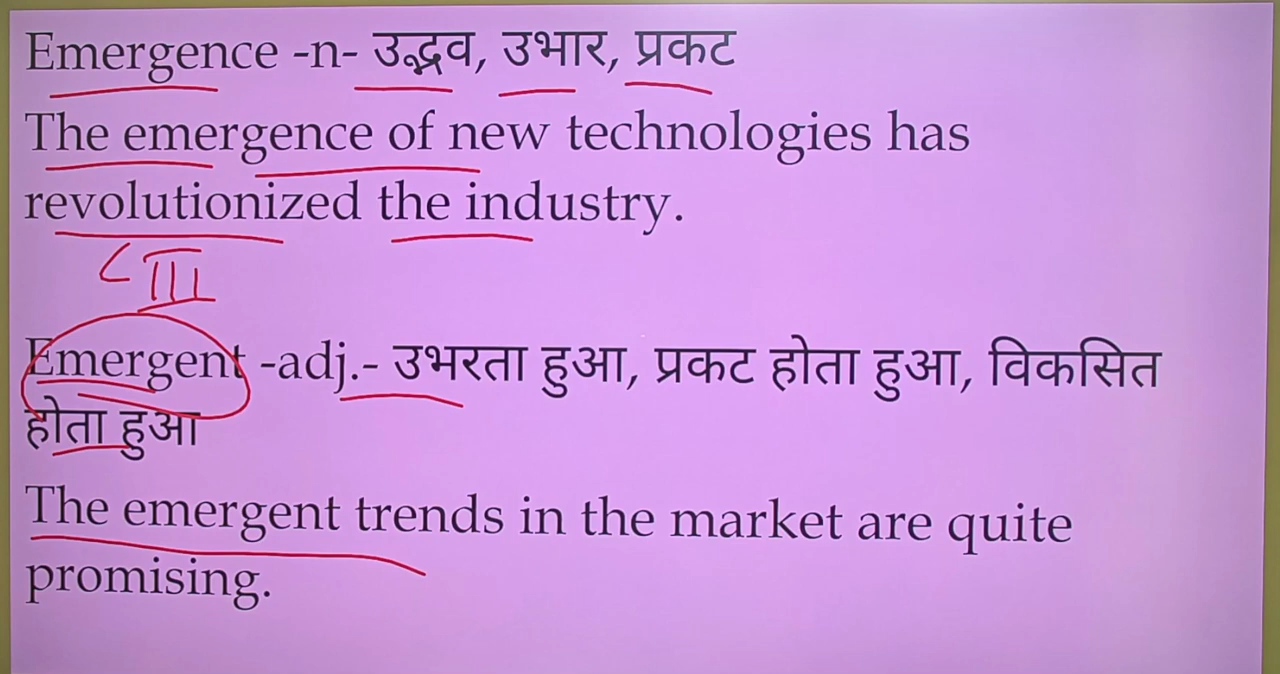 Emergence -n- उद्भव, उभार, प्रकट
The emergence of new technologies has
revolutionized the industry.
III
Emergent -adj.- उभरता हुआ, प्रकट होता हुआ, विकसित
होता हुआ
The emergent trends in the market are quite
promising.